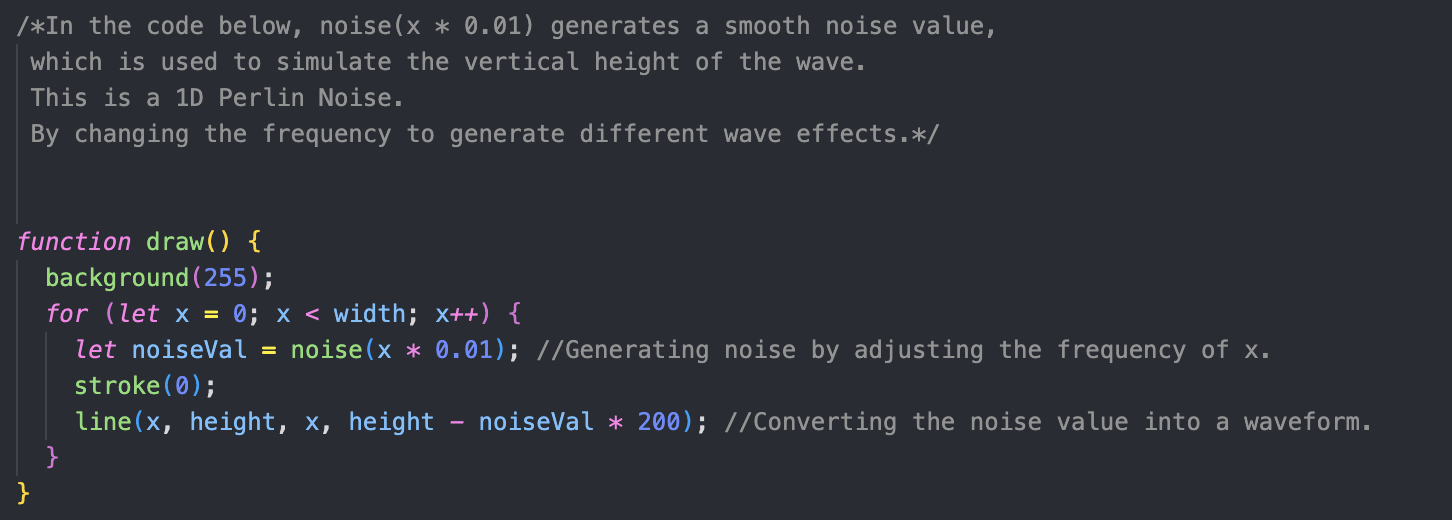 /*In the code below, noise(x * 0.01) generates a smooth noise value,
which is used to simulate the vertical height of the wave.
This is a 1D Perlin Noise.
By changing the frequency to generate different wave effects.*/
function draw() {
  background(255);
  for (let x = 0; x < width; x++) {
    let noiseVal = noise(x * 0.01); //Generating noise by adjusting the frequency of x.
    stroke(0);
    line(x, height, x, height - noiseVal * 200); //Converting the noise value into a waveform.
  }
}